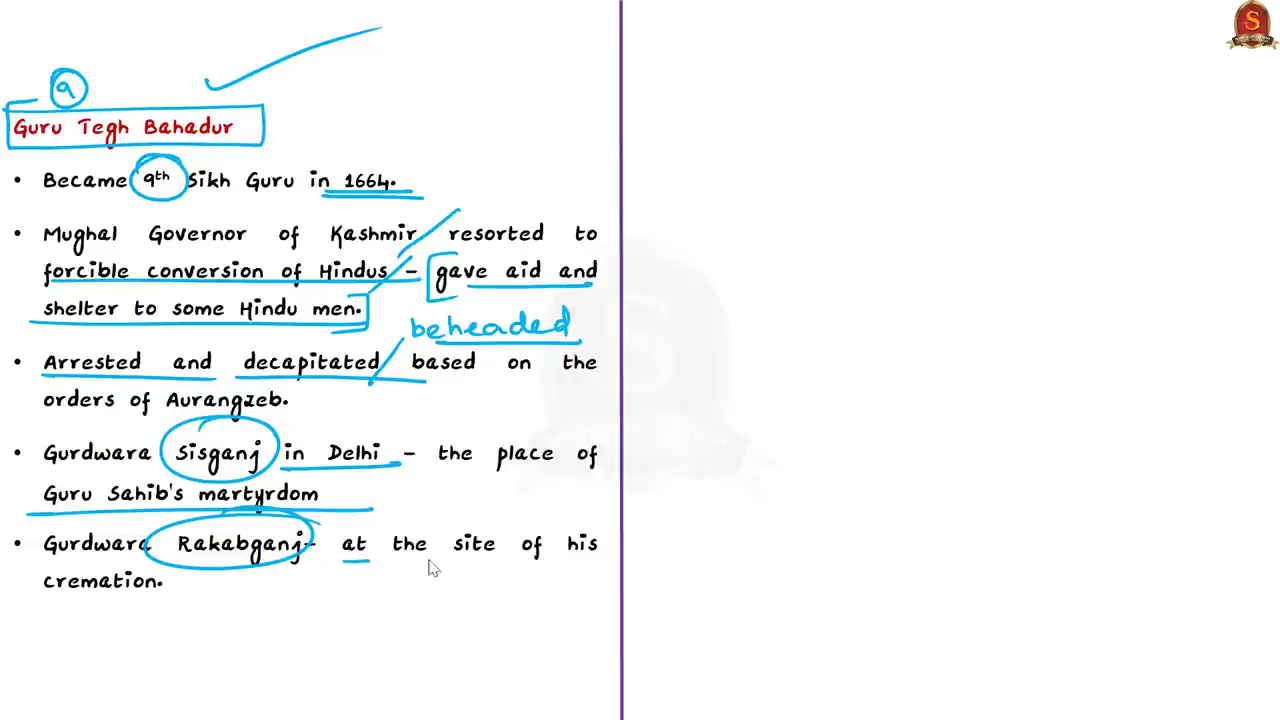 9
Guru Tegh Bahadur
• Became 9th Sikh Guru in 1664.
• Mughal Governor of Kashmir resorted to
forcible conversion of Hindus - gave aid and
shelter to some Hindu men.
beheaded
• Arrested and decapitated based on the
orders of Aurangzeb.
• Gurdwara Sisganj in Delhi - the place of
Guru Sahib's martyrdom
• Gurdwara Rakabganj- at the site of his
cremation.
S